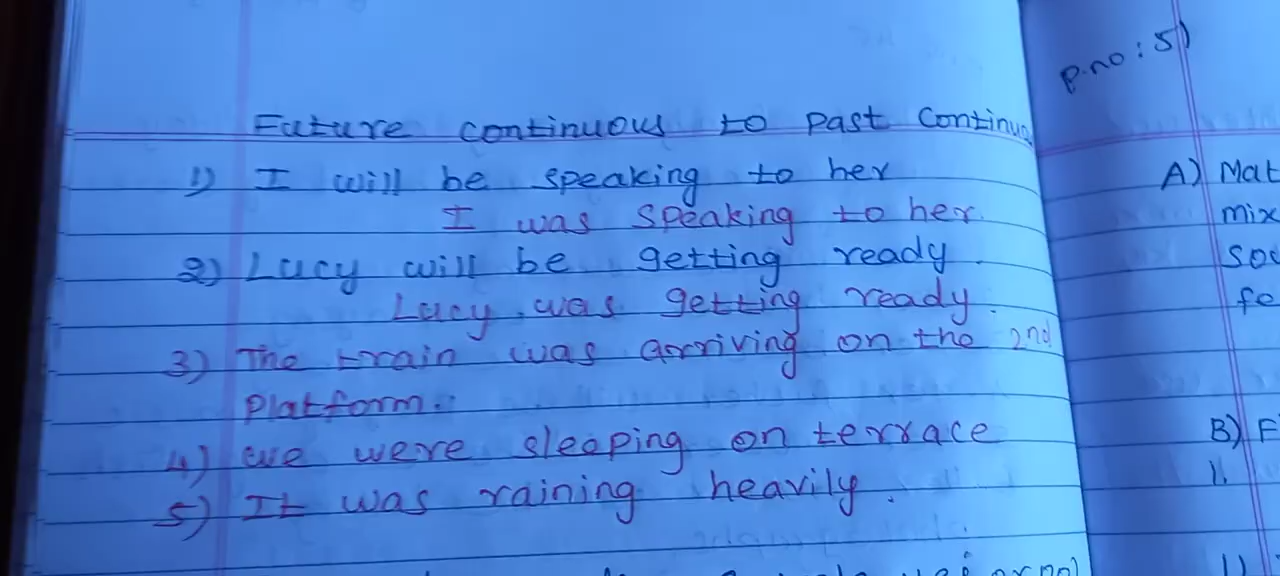 Future continuous to Past Continuo
1) I will be speaking to her
I was speaking to her.
2) Lucy will be getting ready.
Lucy was getting ready.
3) The train was arriving on the 2nd
Platform.
4) we were sleeping on terrace
5) It was raining heavily.
P.no: 5)
A) Mat
mix
fo
B) F
1.
1)